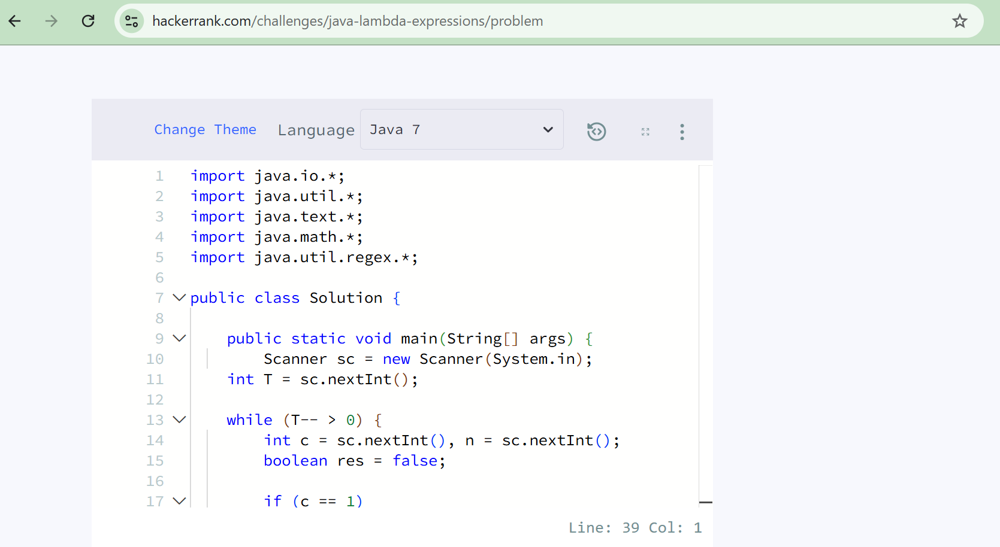 hackerrank.com/challenges/java-lambda-expressions/problem
Change Theme Language Java 7
1 import java.io.*;
2 import java.util.*;
3 import java.text.*;
4 import java.math.*;
5 import java.util.regex.*;
6
7 public class Solution {
8
9 public static void main(String[] args) {
10 Scanner sc = new Scanner(System.in);
11 int T = sc.nextInt();
12
13 while (T-- > 0) {
14 int c = sc.nextInt(), n = sc.nextInt();
15 boolean res = false;
16
17 if (c == 1)
Line: 39 Col: 1